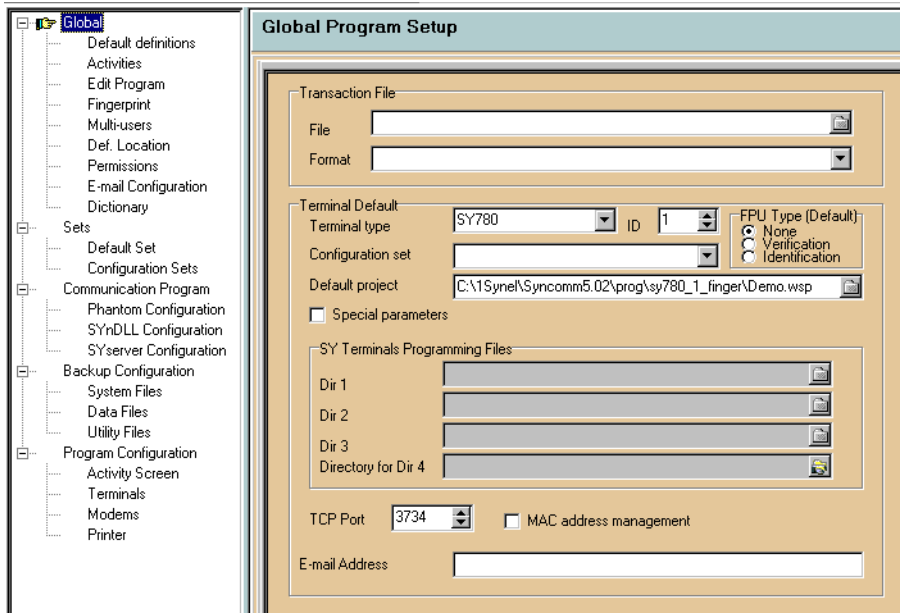 Global
Default definitions
Activities
Edit Program
Fingerprint
Multi-users
Def. Location
Permissions
E-mail Configuration
Dictionary
Sets
Default Set
Configuration Sets
Communication Program
Phantom Configuration
SYnDLL Configuration
SYserver Configuration
Backup Configuration
System Files
Data Files
Utility Files
Program Configuration
Activity Screen
Terminals
Modems
Printer
Global Program Setup
Transaction File
File
Format
Terminal Default
Terminal type SY780 ID 1
FPU Type (Default)
None
Verification
Identification
Configuration set
Default project C:\1Synel\Syncomm5.02\prog\sy780_1_finger\Demo.wsp
Special parameters
SY Terminals Programming Files
Dir 1
Dir 2
Dir 3
Directory for Dir 4
TCP Port 3734 MAC address management
E-mail Address